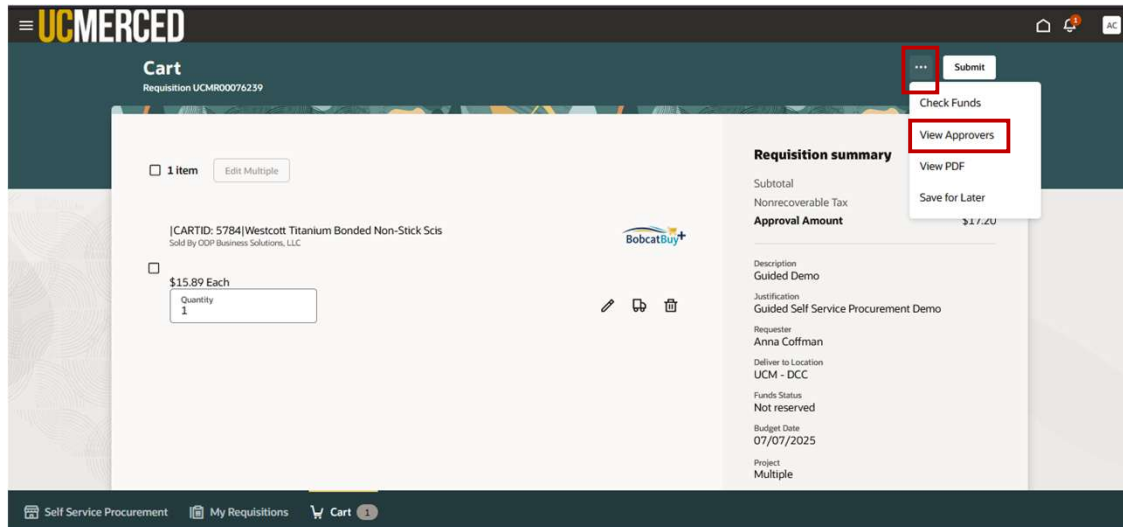 UCMERCED
1
AC
Cart
Requisition UCMR00076239
... Submit
Check Funds
View Approvers
View PDF
Save for Later
1 item Edit Multiple
|CARTID: 5784|Westcott Titanium Bonded Non-Stick Scis
Sold By ODP Business Solutions, LLC
BobcatBuy+
$15.89 Each
Quantity
1
Requisition summary
Subtotal
Nonrecoverable Tax
Approval Amount $17.20
Description
Guided Demo
Justification
Guided Self Service Procurement Demo
Requester
Anna Coffman
Deliver to Location
UCM - DCC
Funds Status
Not reserved
Budget Date
07/07/2025
Project
Multiple
Self Service Procurement My Requisitions Cart 1